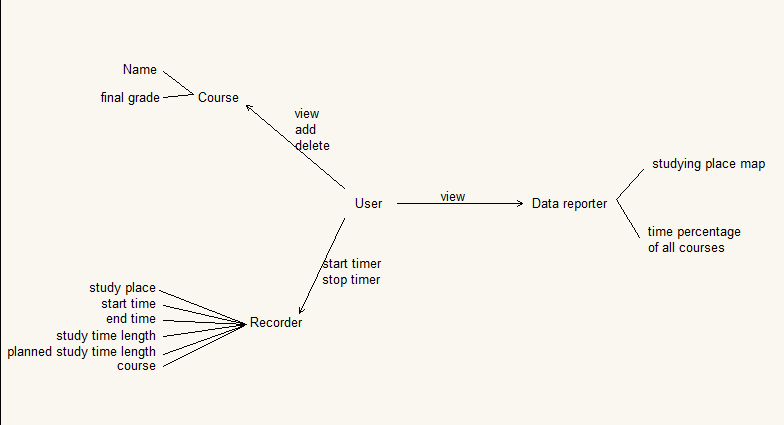 Name
final grade
Course
view
add
delete
User
view
Data reporter
studying place map
time percentage
of all courses
start timer
stop timer
study place
start time
end time
study time length
planned study time length
course
Recorder